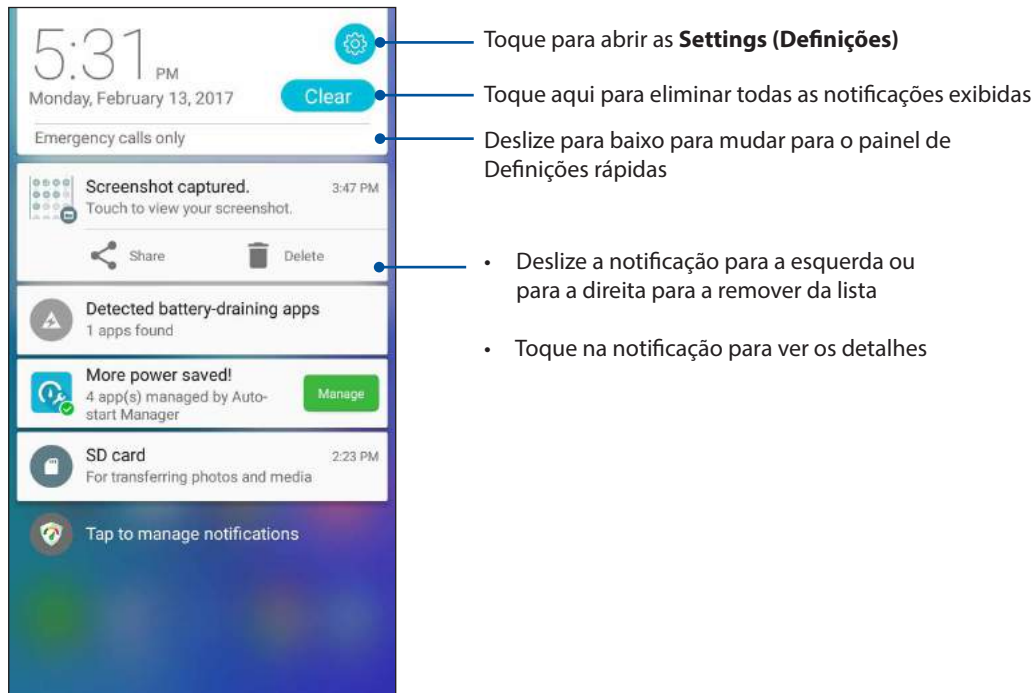 5:31 PM
Toque para abrir as Settings (Definições)
Monday, February 13, 2017
Clear
Toque aqui para eliminar todas as notificações exibidas
Emergency calls only
Deslize para baixo para mudar para o painel de
Definições rápidas
Screenshot captured.
3:47 PM
Touch to view your screenshot.
Share
Delete
• Deslize a notificação para a esquerda ou
para a direita para a remover da lista
Detected battery-draining apps
1 apps found
• Toque na notificação para ver os detalhes
More power saved!
4 app(s) managed by Auto-
start Manager
Manage
SD card
2:23 PM
For transferring photos and media
Tap to manage notifications